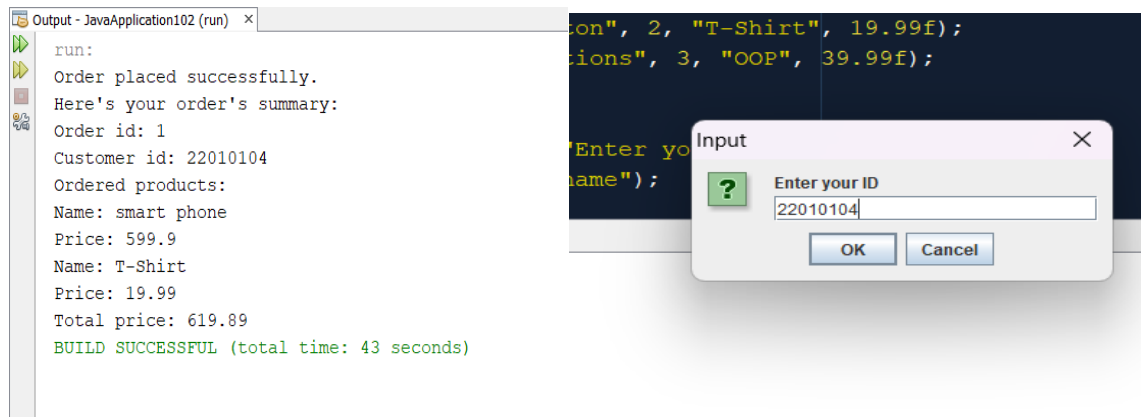 Output - JavaApplication102 (run) ×
run:
Order placed successfully.
Here's your order's summary:
Order id: 1
Customer id: 22010104
Ordered products:
Name: smart phone
Price: 599.9
Name: T-Shirt
Price: 19.99
Total price: 619.89
BUILD SUCCESSFUL (total time: 43 seconds)
ton", 2, "T-Shirt", 19.99f);
tions", 3, "OOP", 39.99f);
"Enter yo
name");
Input
Enter your ID
22010104
OK Cancel